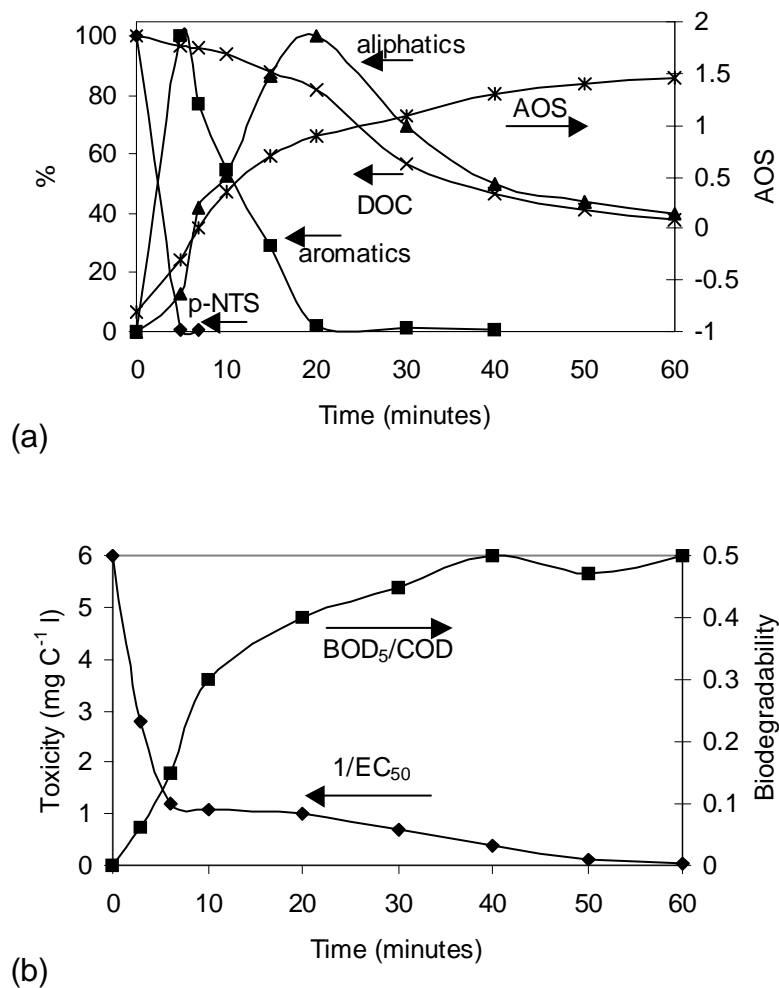 100
80
60
40
20
0
%
aliphatics
AOS
DOC
aromatics
p-NTS
2
1.5
1
0.5
0
-0.5
-1
AOS
0 10 20 30 40 50 60
Time (minutes)
(a)
6
5
4
3
2
1
0
Toxicity (mg C⁻¹ l)
BOD₅/COD
1/EC₅₀
0.5
0.4
0.3
0.2
0.1
0
Biodegradability
0 10 20 30 40 50 60
Time (minutes)
(b)